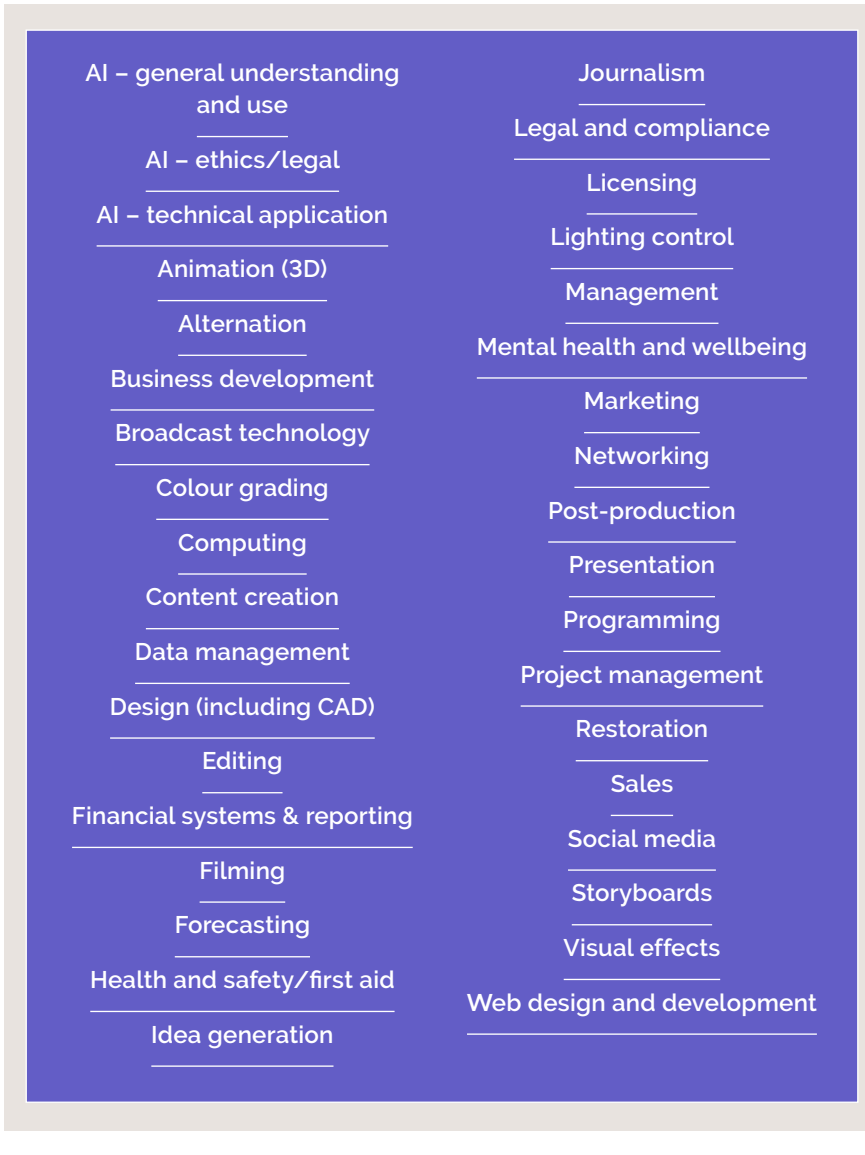 AI – general understanding
and use
AI – ethics/legal
AI – technical application
Animation (3D)
Alternation
Business development
Broadcast technology
Colour grading
Computing
Content creation
Data management
Design (including CAD)
Editing
Financial systems & reporting
Filming
Forecasting
Health and safety/first aid
Idea generation
Journalism
Legal and compliance
Licensing
Lighting control
Management
Mental health and wellbeing
Marketing
Networking
Post-production
Presentation
Programming
Project management
Restoration
Sales
Social media
Storyboards
Visual effects
Web design and development